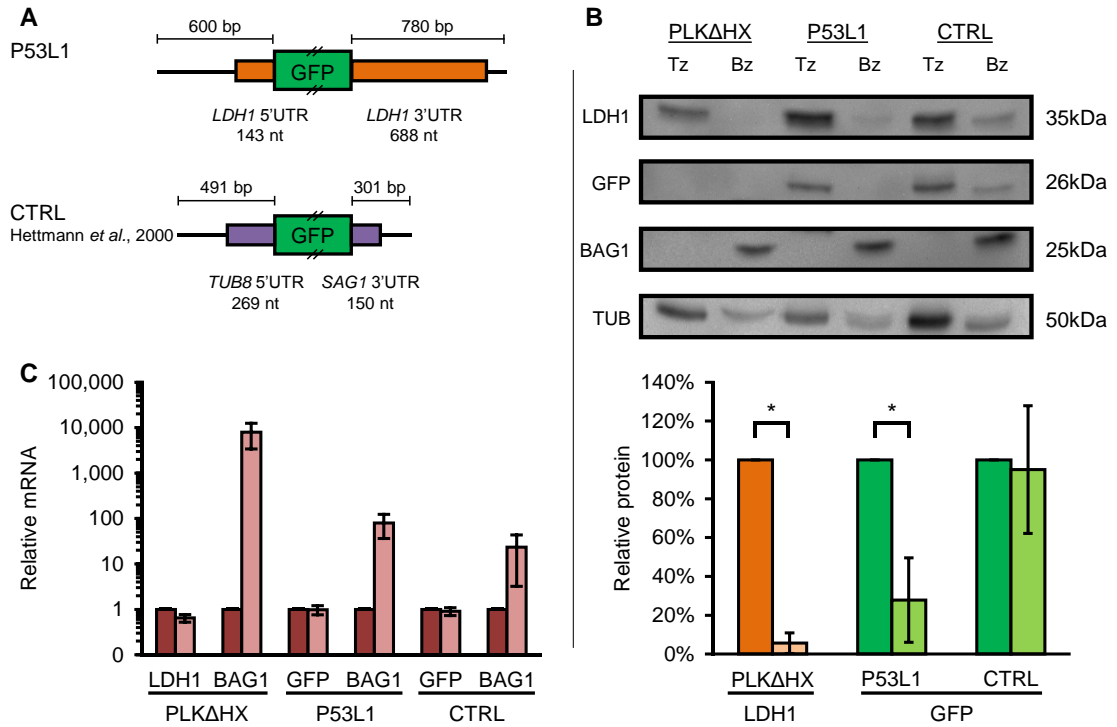 A
P53L1
600 bp
780 bp
GFP
LDH1 5'UTR
143 nt
LDH1 3'UTR
688 nt
CTRL
Hettmann et al., 2000
491 bp
301 bp
GFP
TUB8 5'UTR
269 nt
SAG1 3'UTR
150 nt
B
PLKΔHX P53L1 CTRL
Tz Bz Tz Bz Tz Bz
LDH1 35kDa
GFP 26kDa
BAG1 25kDa
TUB 50kDa
140%
120%
100%
80%
60%
40%
20%
0%
Relative protein
* *
PLKΔHX P53L1 CTRL
LDH1 GFP
C
100,000
10,000
1,000
100
10
1
0
Relative mRNA
LDH1 BAG1 GFP BAG1 GFP BAG1
PLKΔHX P53L1 CTRL